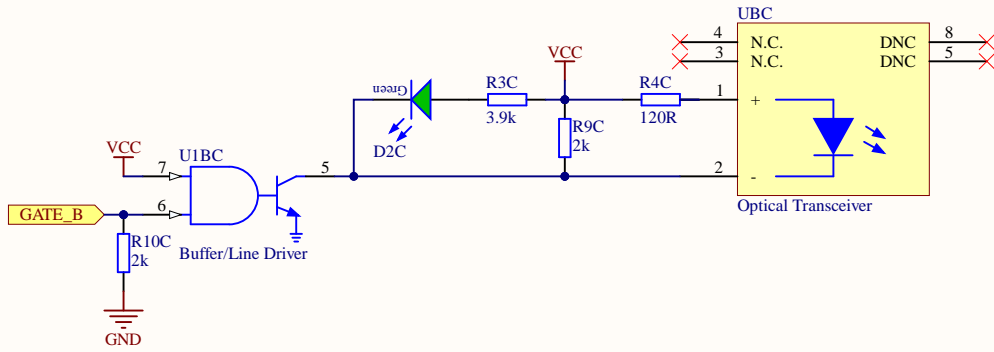 UBC
4 N.C. DNC 8
3 N.C. DNC 5
VCC
Green
R3C
3.9k
R4C
120R
1 +
D2C
R9C
2k
VCC
7
U1BC
5
2 -
Optical Transceiver
GATE_B
6
R10C
2k
Buffer/Line Driver
GND